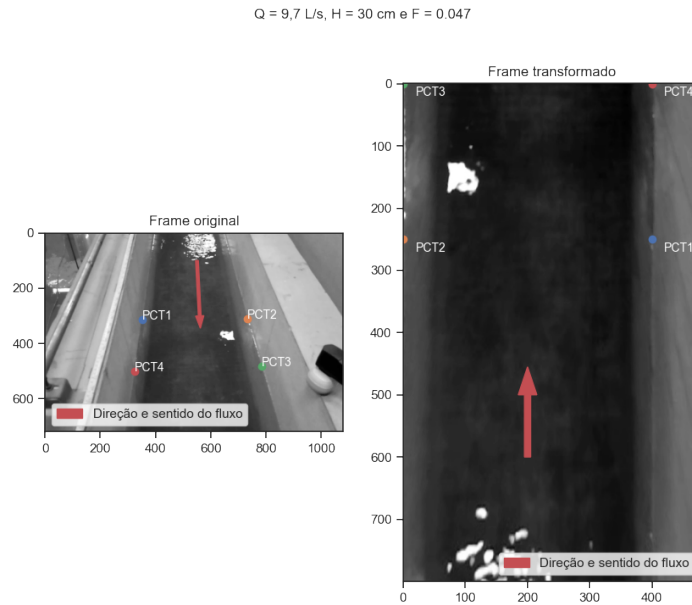 Q = 9,7 L/s, H = 30 cm e F = 0.047
Frame original
0
200
400
600
0
200
400
600
800
1000
PCT1
PCT2
PCT4
PCT3
Direção e sentido do fluxo
Frame transformado
0
100
200
300
400
500
600
700
0
200
400
PCT3
PCT4
PCT2
PCT1
Direção e sentido do fluxo